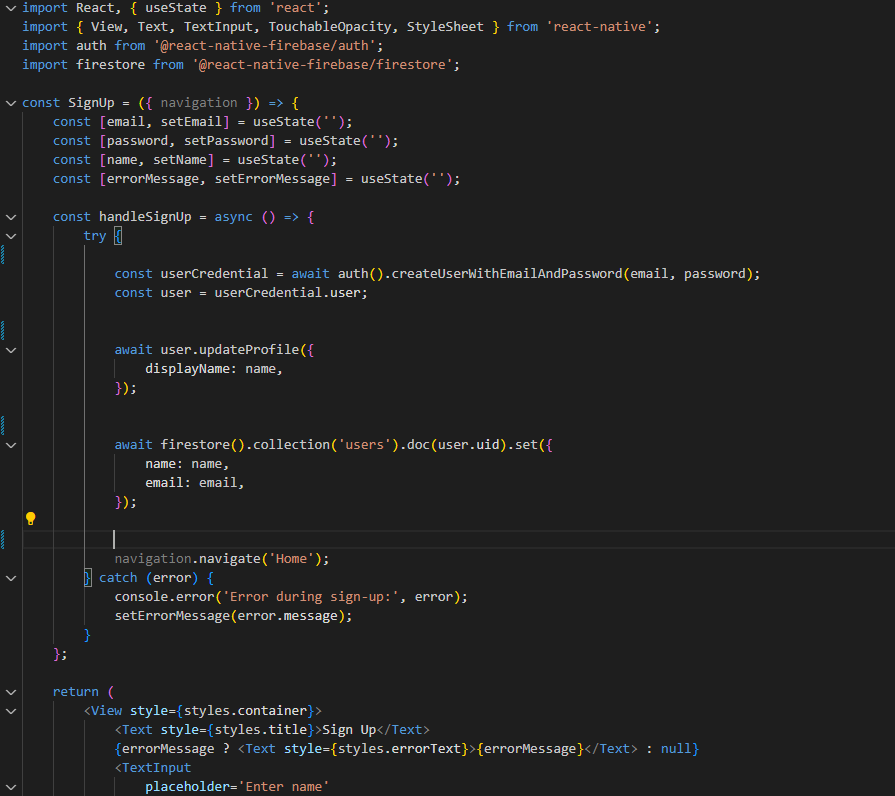 import React, { useState } from 'react';
import { View, Text, TextInput, TouchableOpacity, StyleSheet } from 'react-native';
import auth from '@react-native-firebase/auth';
import firestore from '@react-native-firebase/firestore';
const SignUp = ({ navigation }) => {
const [email, setEmail] = useState('');
const [password, setPassword] = useState('');
const [name, setName] = useState('');
const [errorMessage, setErrorMessage] = useState('');
const handleSignUp = async () => {
try {
const userCredential = await auth().createUserWithEmailAndPassword(email, password);
const user = userCredential.user;
await user.updateProfile({
displayName: name,
});
await firestore().collection('users').doc(user.uid).set({
name: name,
email: email,
});
navigation.navigate('Home');
} catch (error) {
console.error('Error during sign-up:', error);
setErrorMessage(error.message);
}
};
return (
<View style={styles.container}>
<Text style={styles.title}>Sign Up</Text>
{errorMessage ? <Text style={styles.errorText}>{errorMessage}</Text> : null}
<TextInput
placeholder='Enter name'